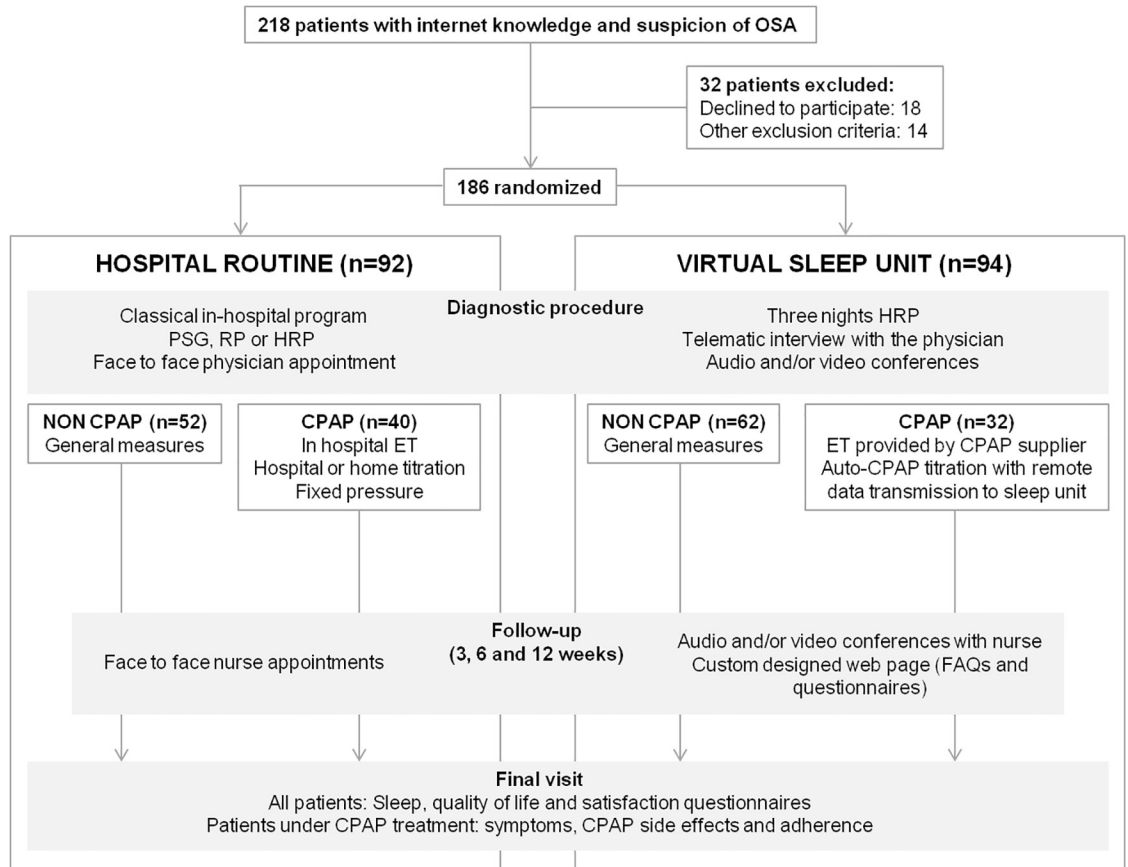 218 patients with internet knowledge and suspicion of OSA
32 patients excluded:
Declined to participate: 18
Other exclusion criteria: 14
186 randomized
HOSPITAL ROUTINE (n=92)
VIRTUAL SLEEP UNIT (n=94)
Diagnostic procedure
Classical in-hospital program
PSG, RP or HRP
Face to face physician appointment
Three nights HRP
Telematic interview with the physician
Audio and/or video conferences
NON CPAP (n=52)
General measures
CPAP (n=40)
In hospital ET
Hospital or home titration
Fixed pressure
NON CPAP (n=62)
General measures
CPAP (n=32)
ET provided by CPAP supplier
Auto-CPAP titration with remote
data transmission to sleep unit
Follow-up
(3, 6 and 12 weeks)
Face to face nurse appointments
Audio and/or video conferences with nurse
Custom designed web page (FAQs and
questionnaires)
Final visit
All patients: Sleep, quality of life and satisfaction questionnaires
Patients under CPAP treatment: symptoms, CPAP side effects and adherence